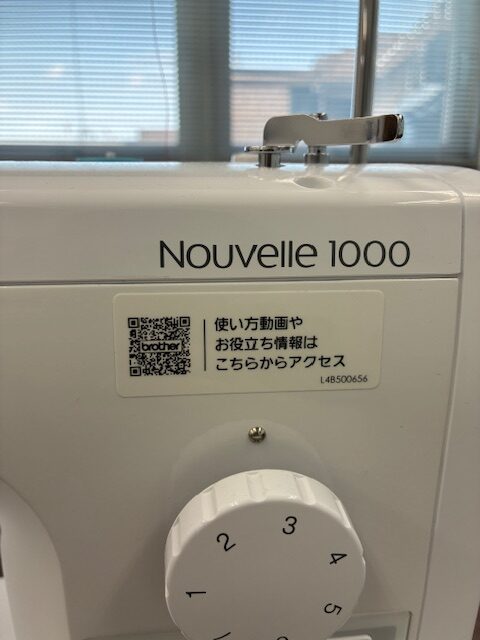 Nouvelle 1000
brother
使い方動画や
お役立ち情報は
こちらからアクセス
L4B500656
3
2
4
1
5